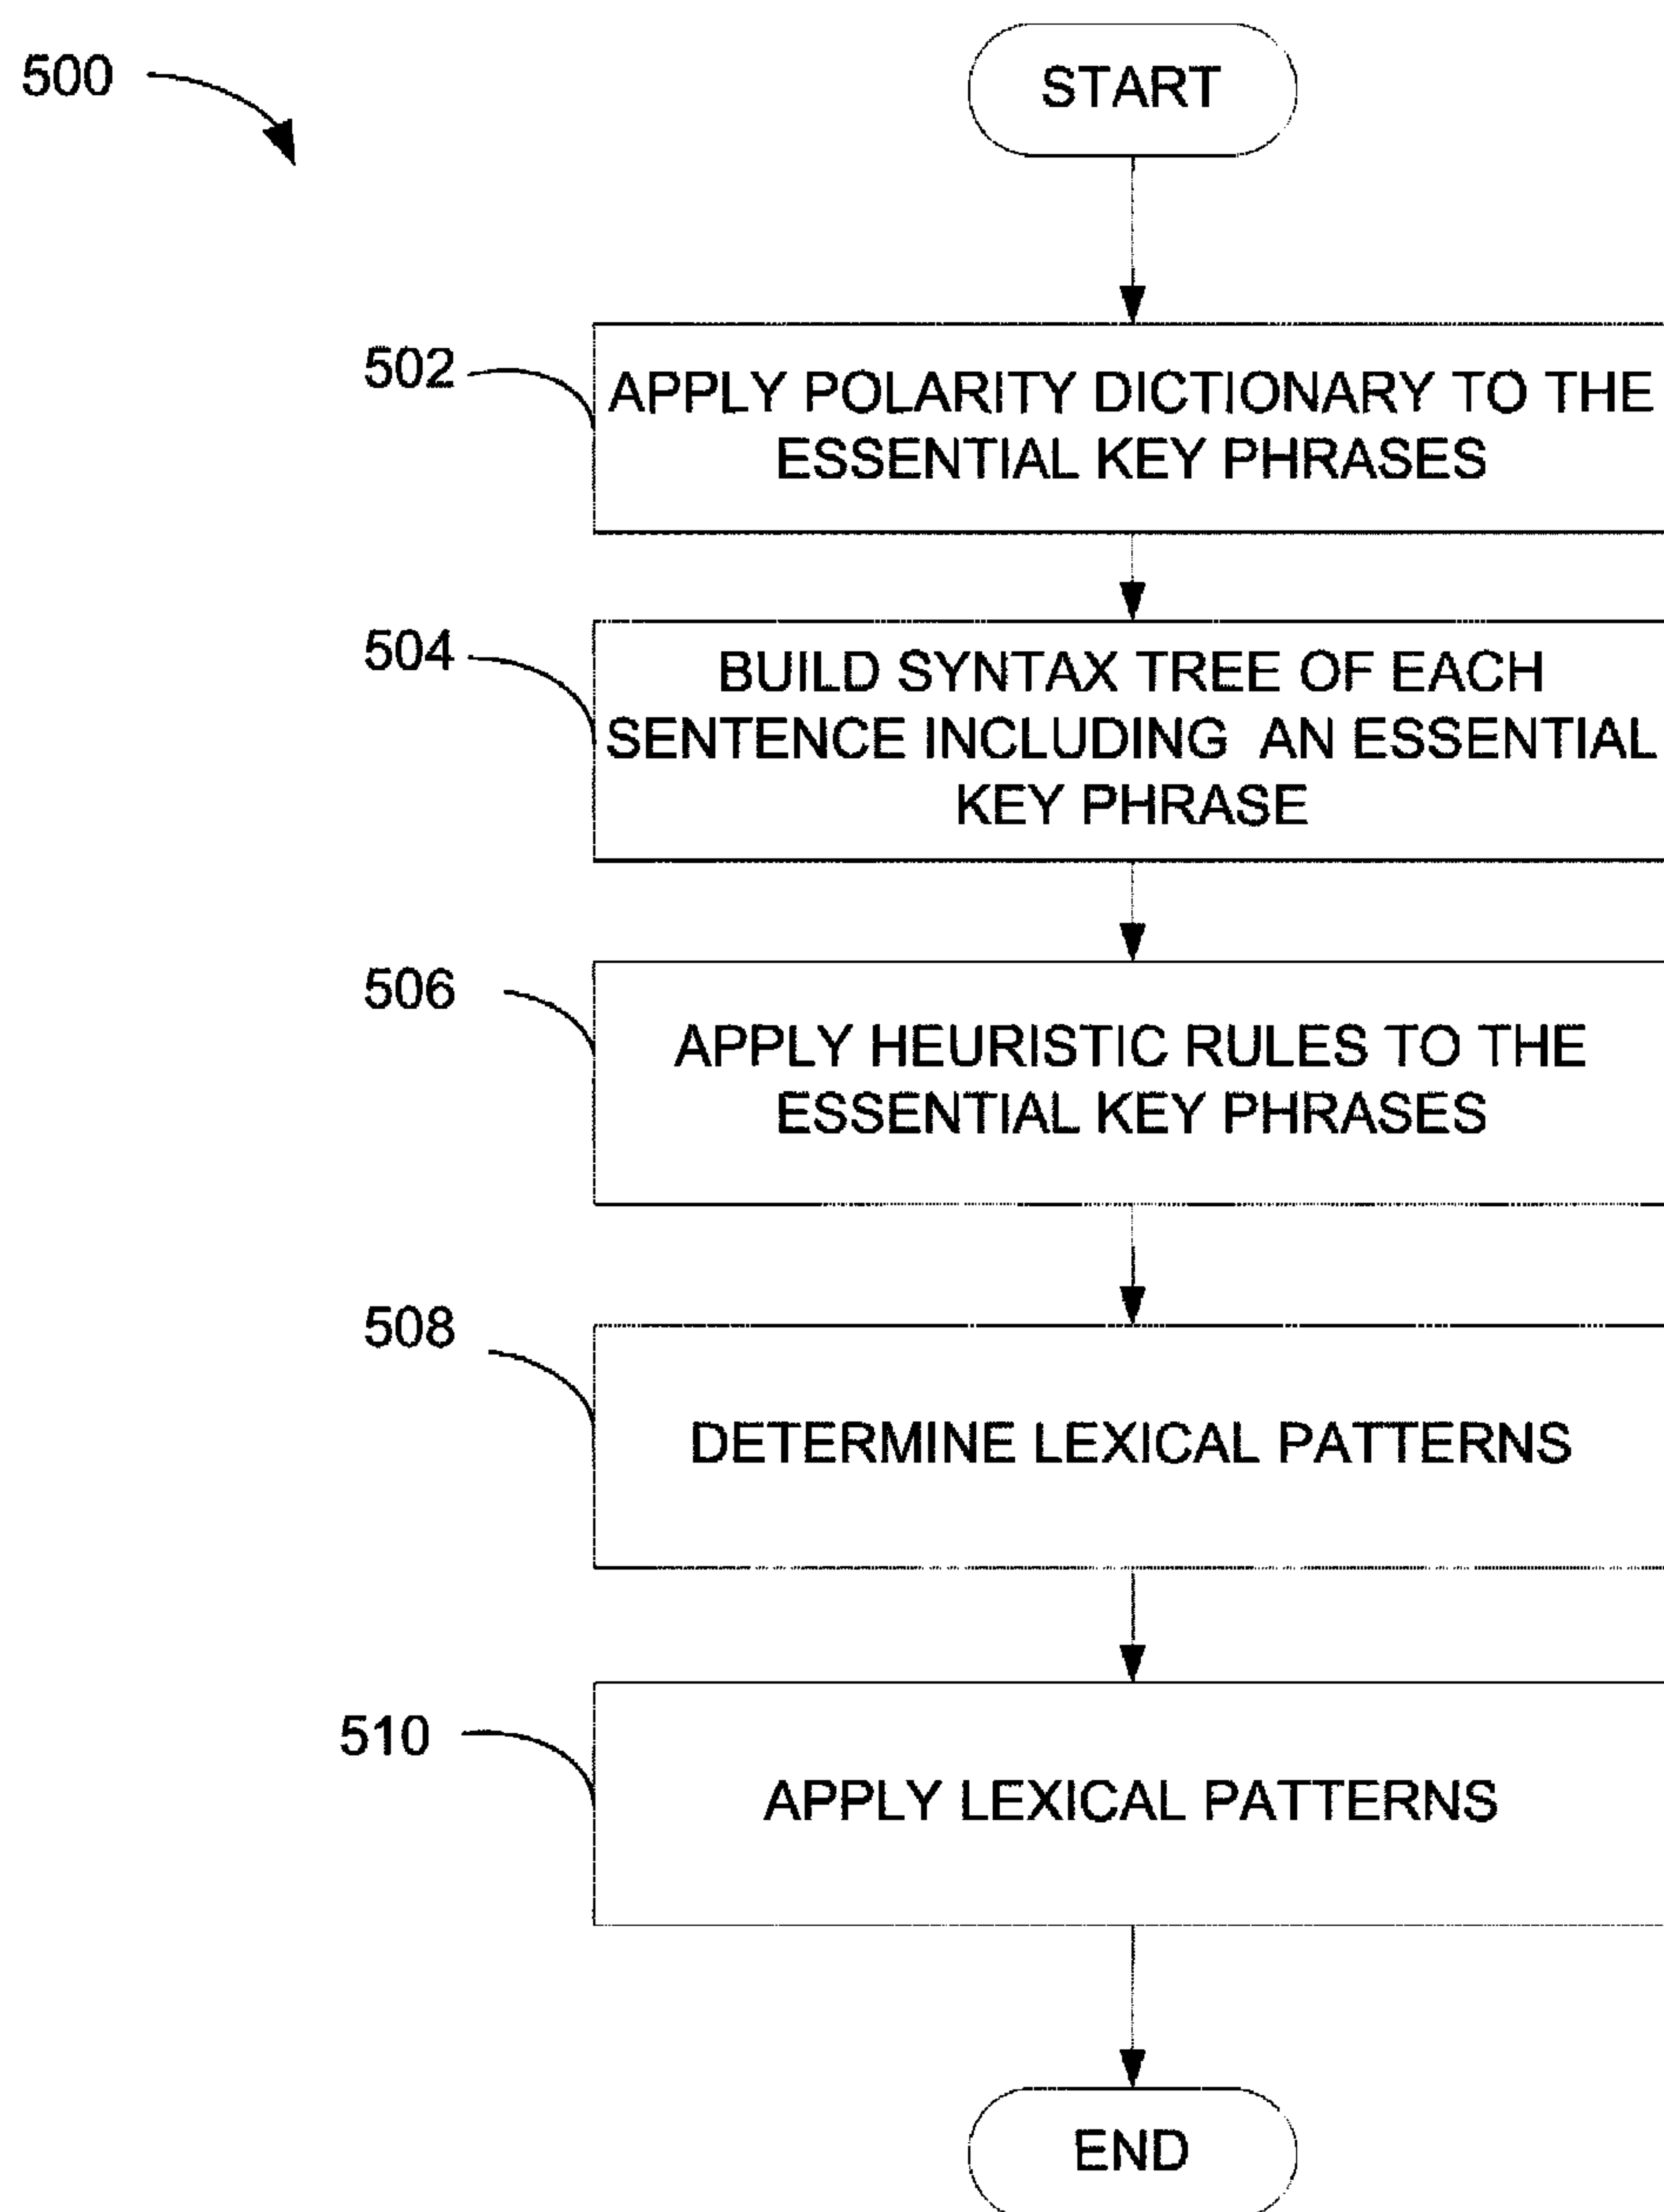 500
START
502
APPLY POLARITY DICTIONARY TO THE
ESSENTIAL KEY PHRASES
504
BUILD SYNTAX TREE OF EACH
SENTENCE INCLUDING AN ESSENTIAL
KEY PHRASE
506
APPLY HEURISTIC RULES TO THE
ESSENTIAL KEY PHRASES
508
DETERMINE LEXICAL PATTERNS
510
APPLY LEXICAL PATTERNS
END